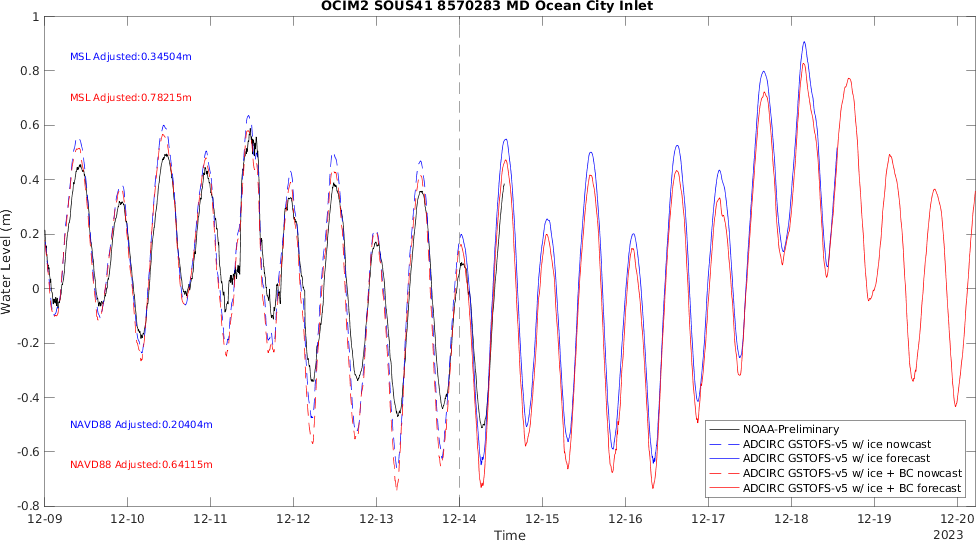 OCIM2 SOUS41 8570283 MD Ocean City Inlet
1
0.8
0.6
0.4
0.2
0
-0.2
-0.4
-0.6
-0.8
Water Level (m)
MSL Adjusted:0.34504m
MSL Adjusted:0.78215m
NAVD88 Adjusted:0.20404m
NAVD88 Adjusted:0.64115m
NOAA-Preliminary
ADCIRC GSTOFS-v5 w/ ice nowcast
ADCIRC GSTOFS-v5 w/ ice forecast
ADCIRC GSTOFS-v5 w/ ice + BC nowcast
ADCIRC GSTOFS-v5 w/ ice + BC forecast
12-09 12-10 12-11 12-12 12-13 12-14 12-15 12-16 12-17 12-18 12-19 12-20
Time
2023